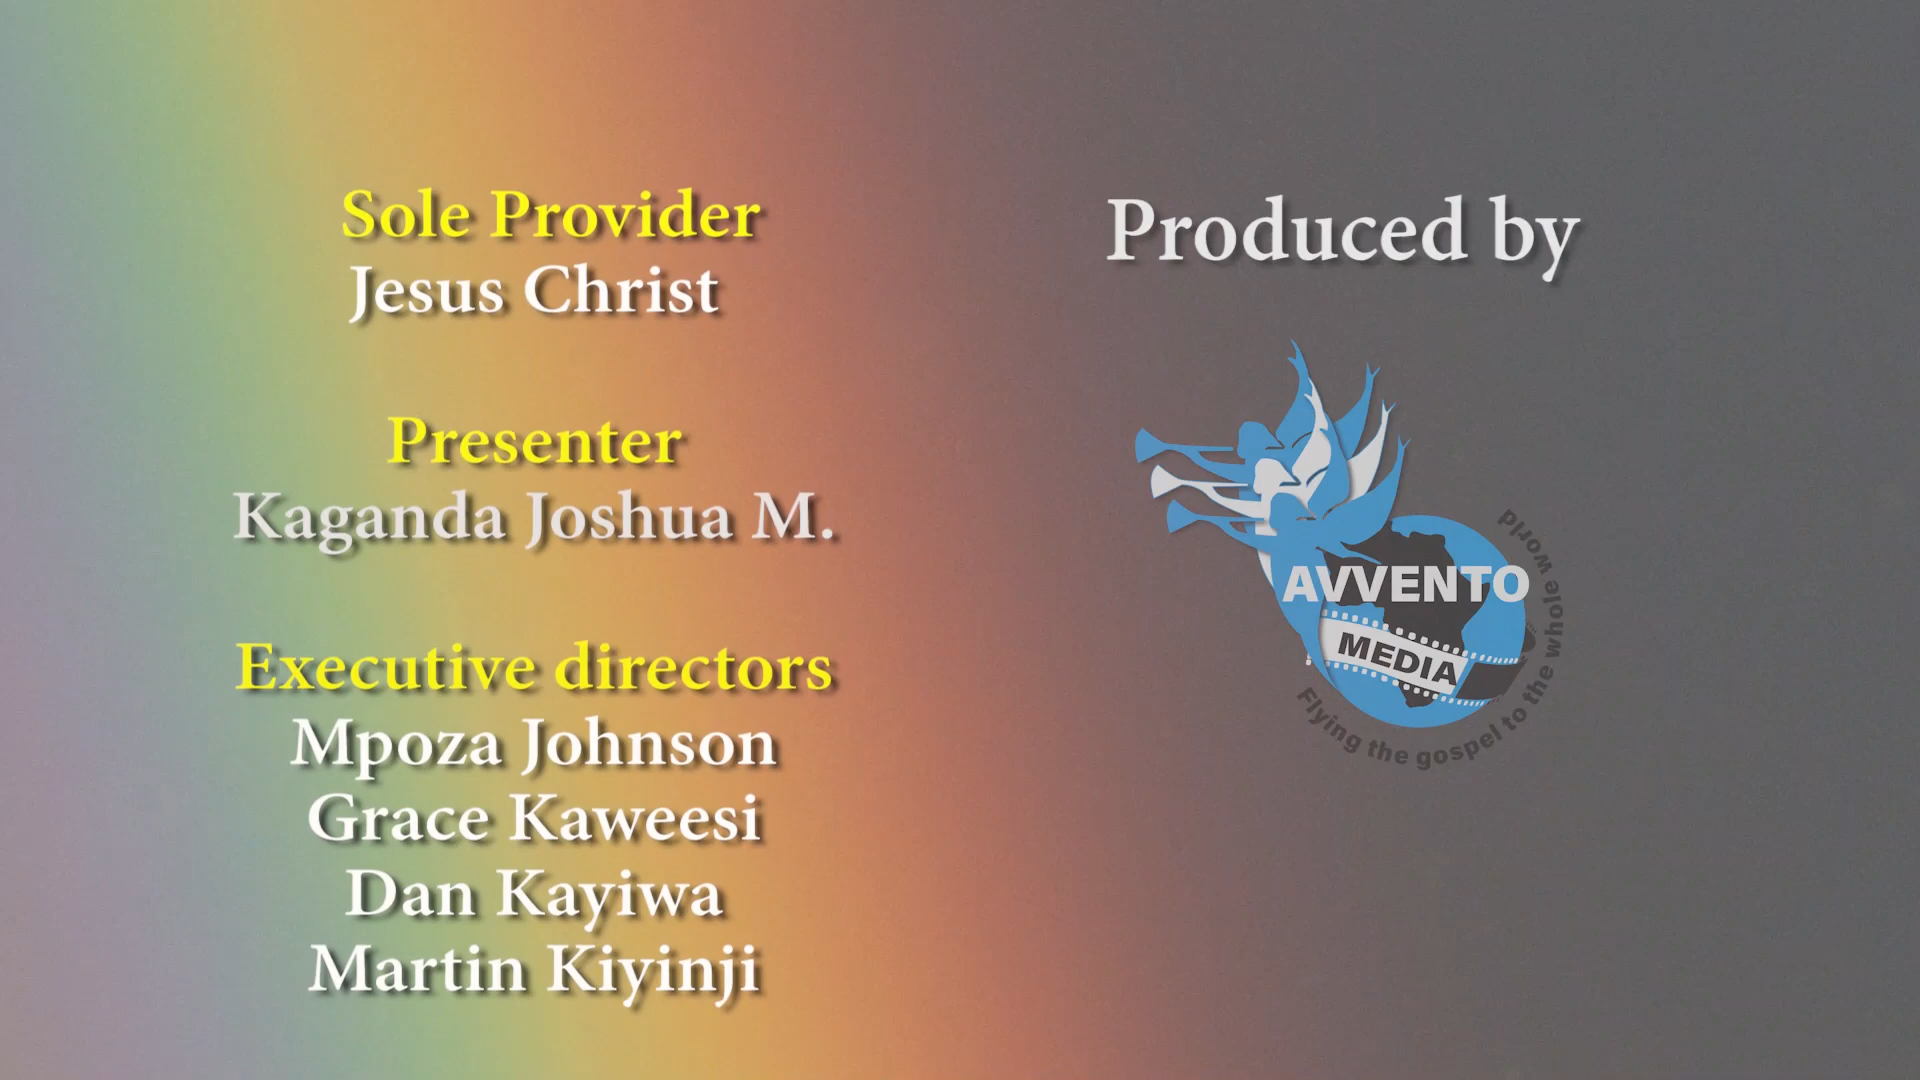 Sole Provider
Jesus Christ
Presenter
Kaganda Joshua M.
Executive directors
Mpoza Johnson
Grace Kaweesi
Dan Kayiwa
Martin Kiyinji
Produced by
AVVENTO
MEDIA
Flying the gospel to the whole world